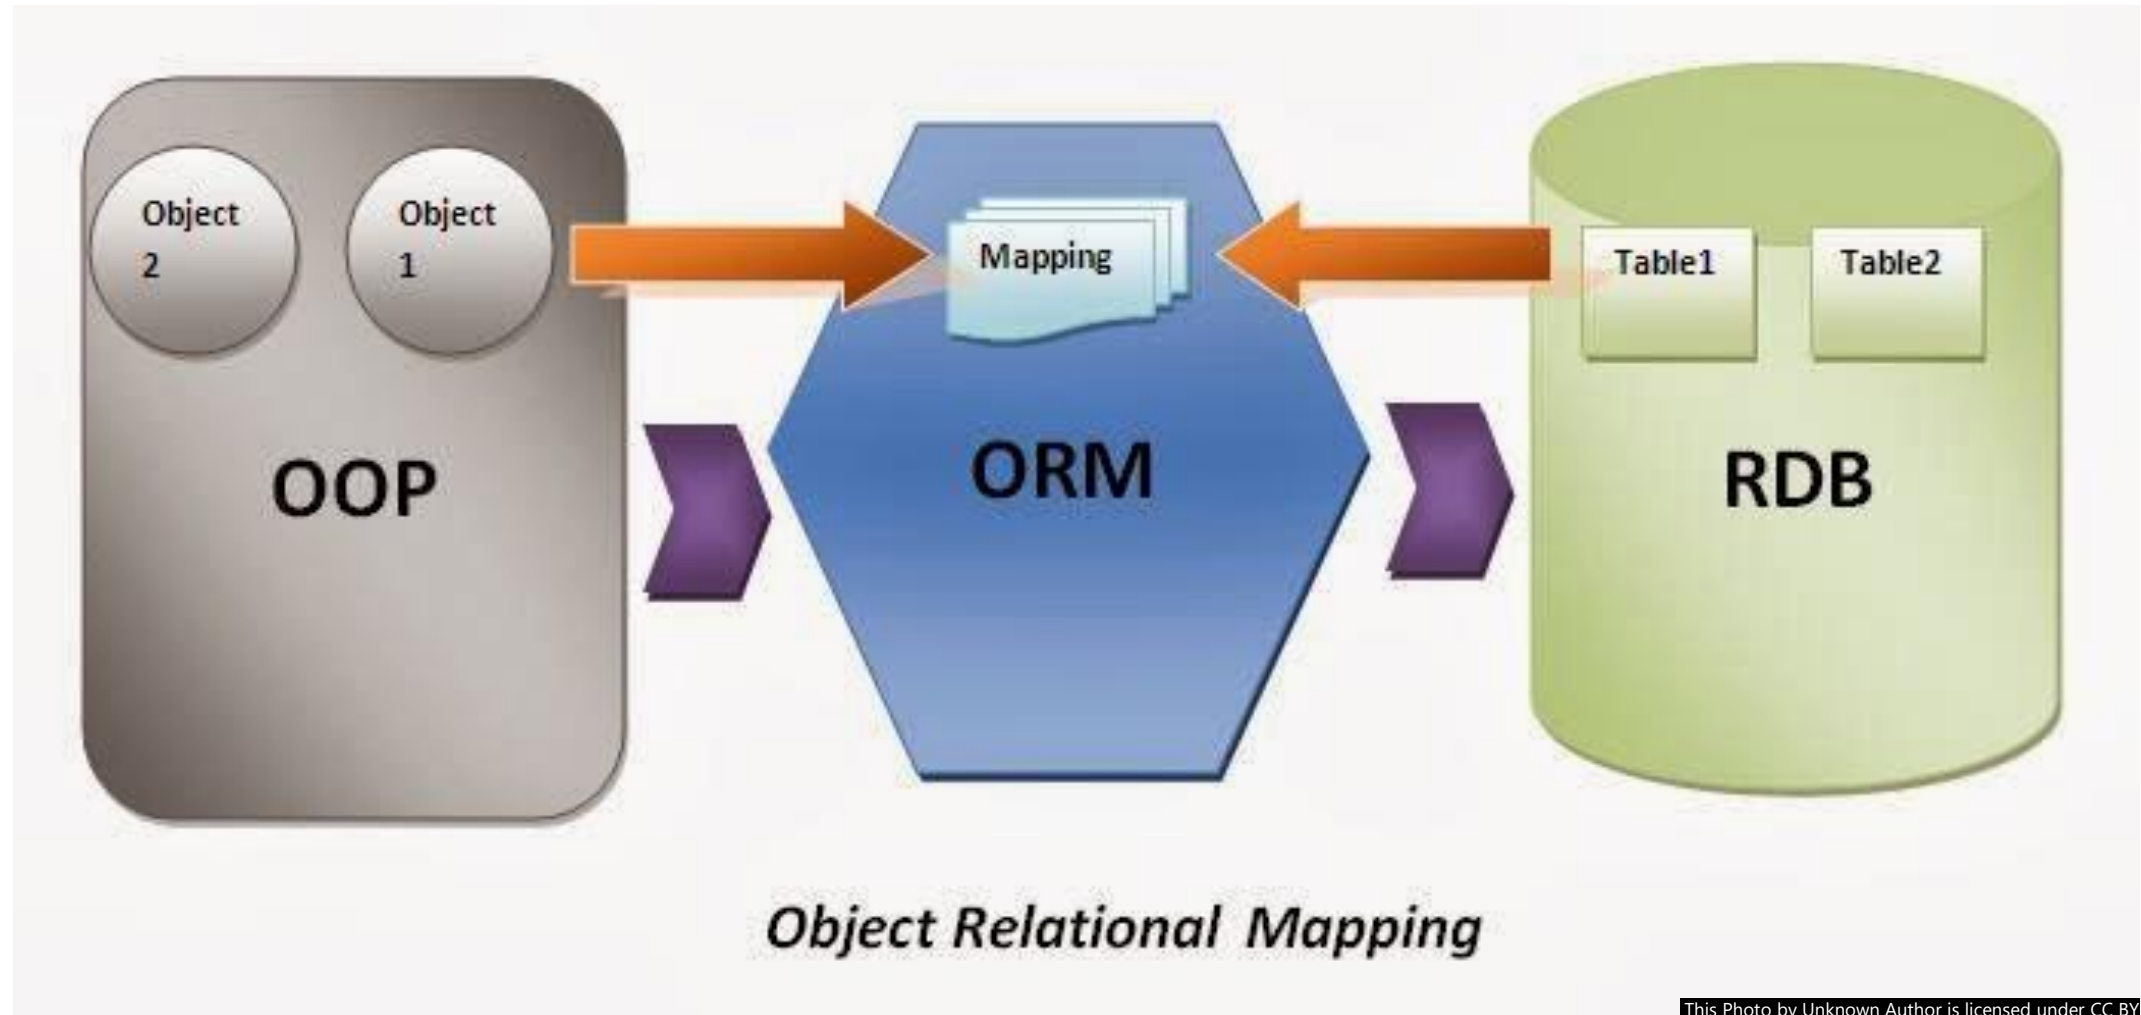 Object
2
Object
1
Mapping
Table1
Table2
OOP
ORM
RDB
Object Relational Mapping
This Photo by Unknown Author is licensed under CC BY